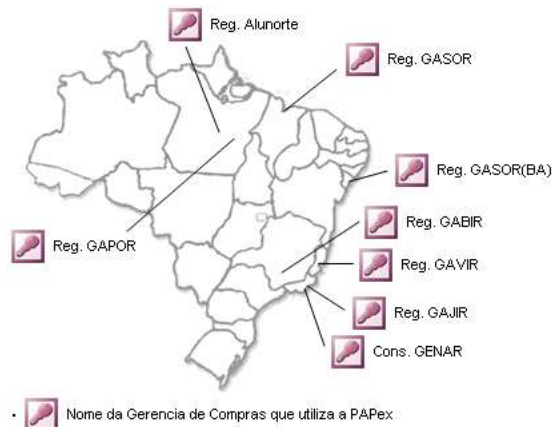 Reg. Alunorte
Reg. GASOR
Reg. GASOR(BA)
Reg. GABIR
Reg. GAPOR
Reg. GAVIR
Reg. GAJIR
Cons. GENAR
· Nome da Gerencia de Compras que utiliza a PAPex